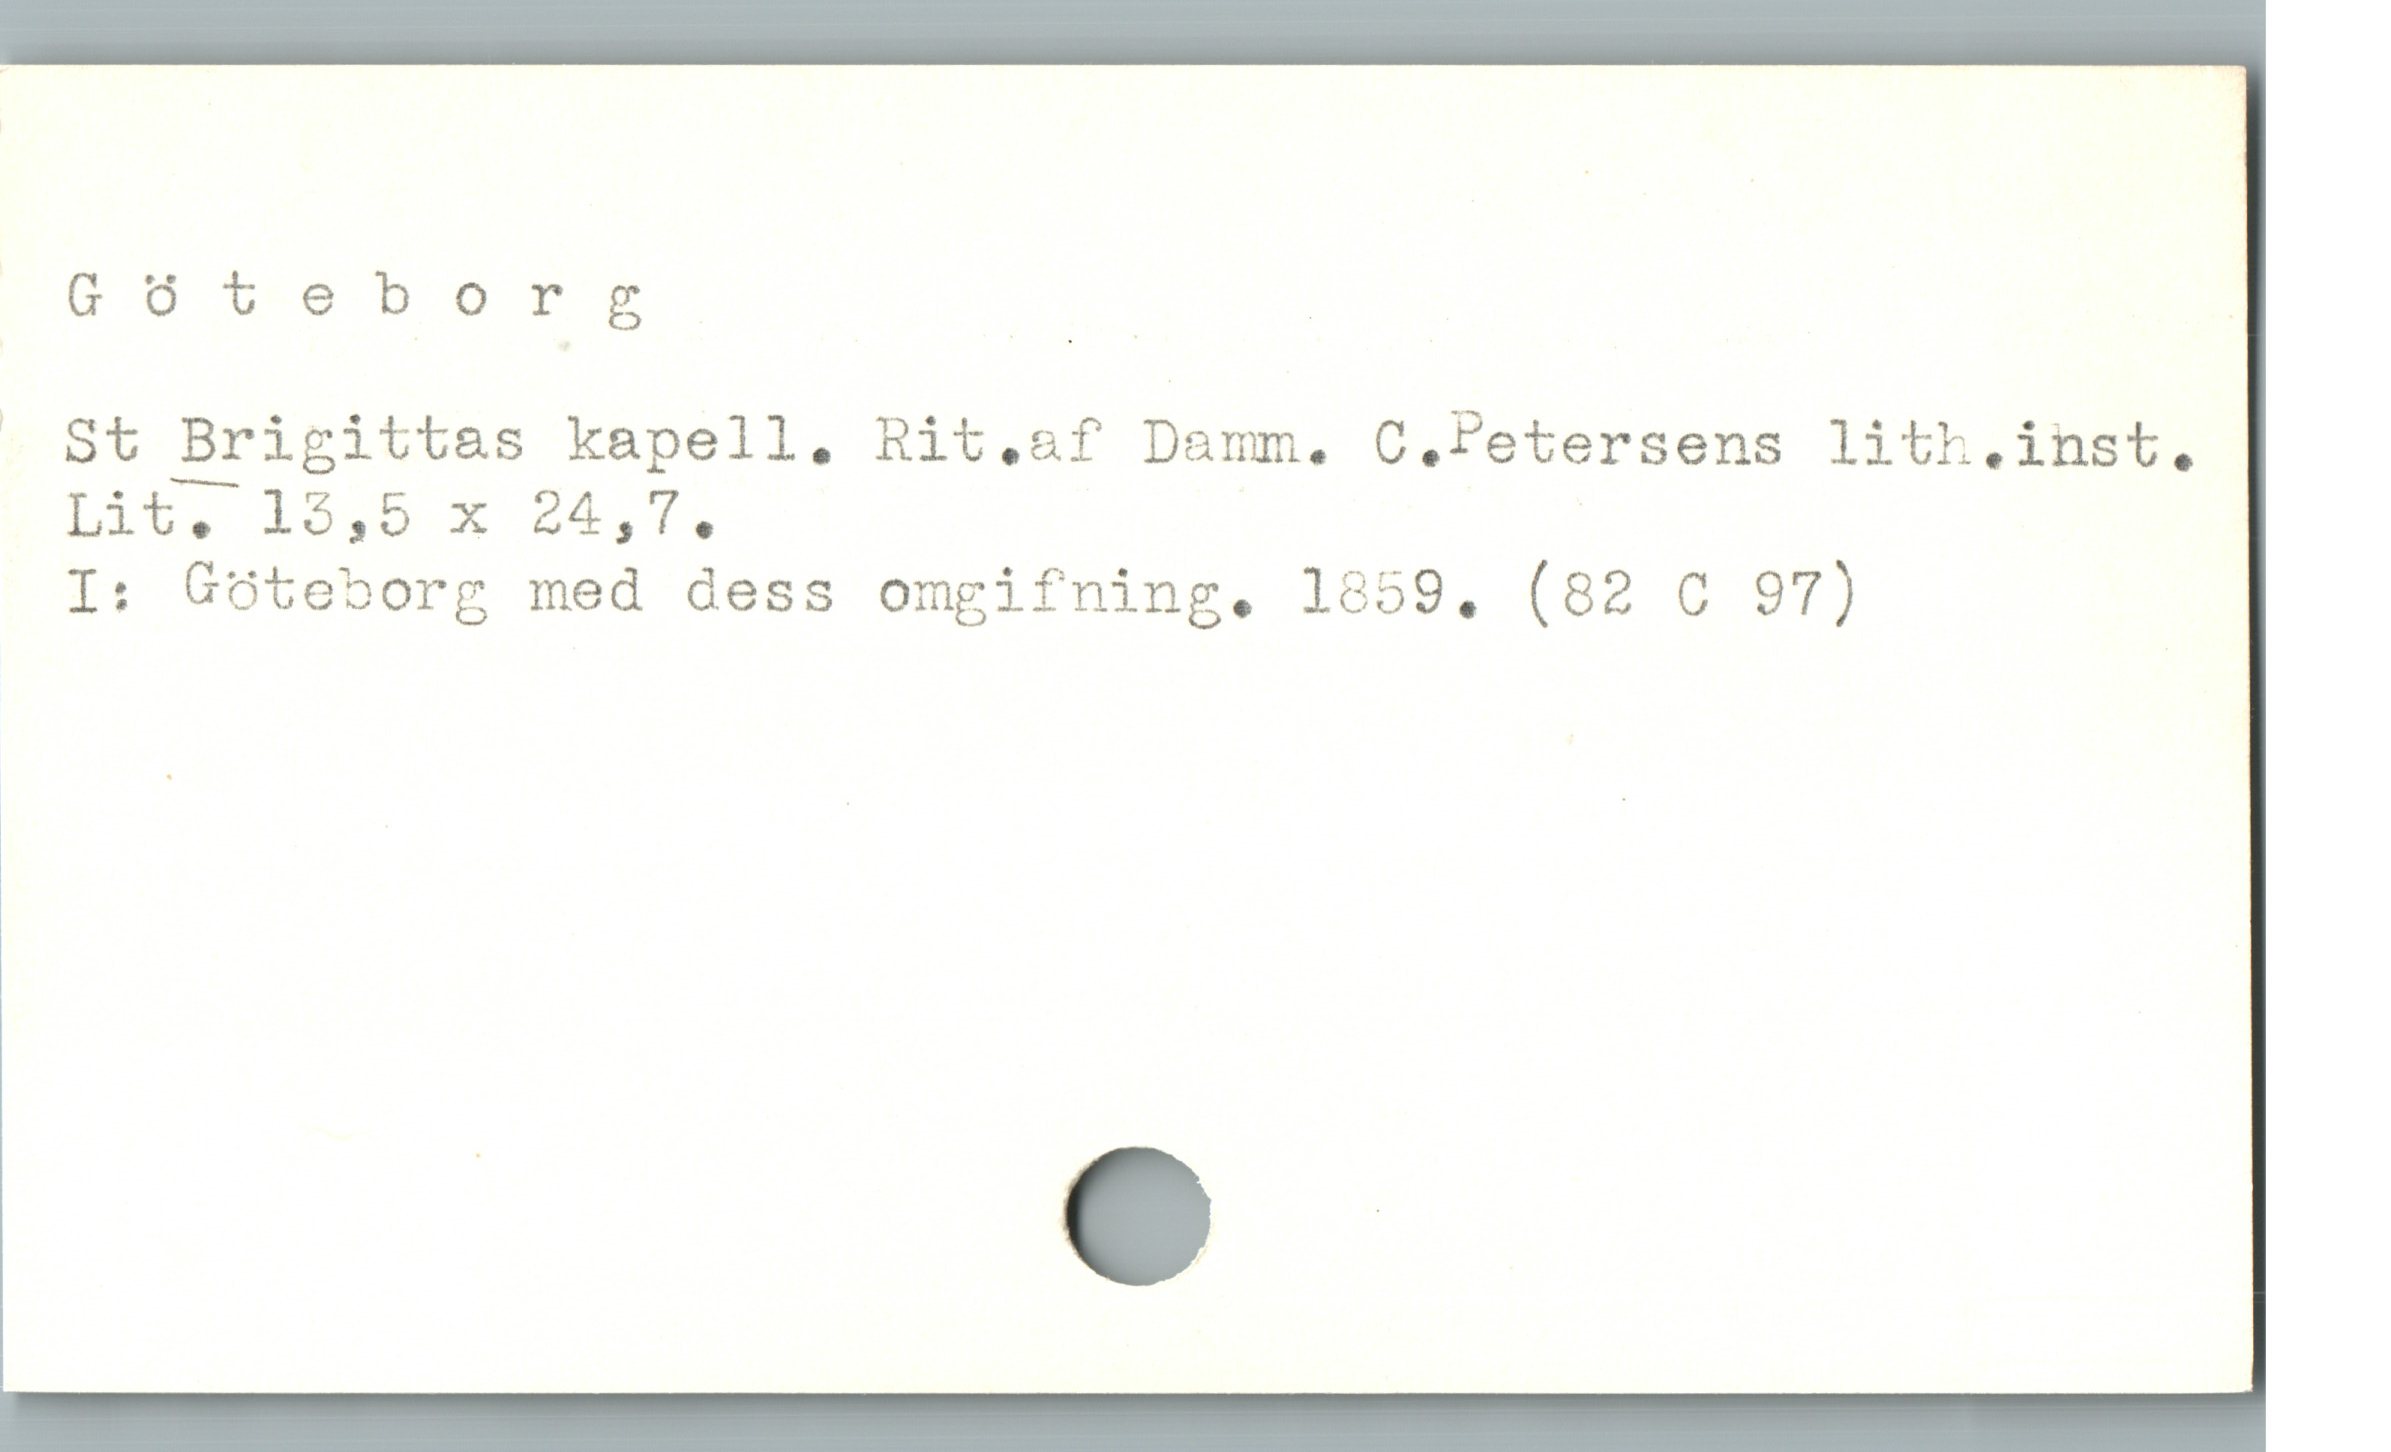 G ö t e b o r g
St Brigittas kapell. Rit.af Damm. C.Petersens lith.inst.
Lit. 13,5 x 24,7.
I: Göteborg med dess omgifning. 1859. (82 C 97)